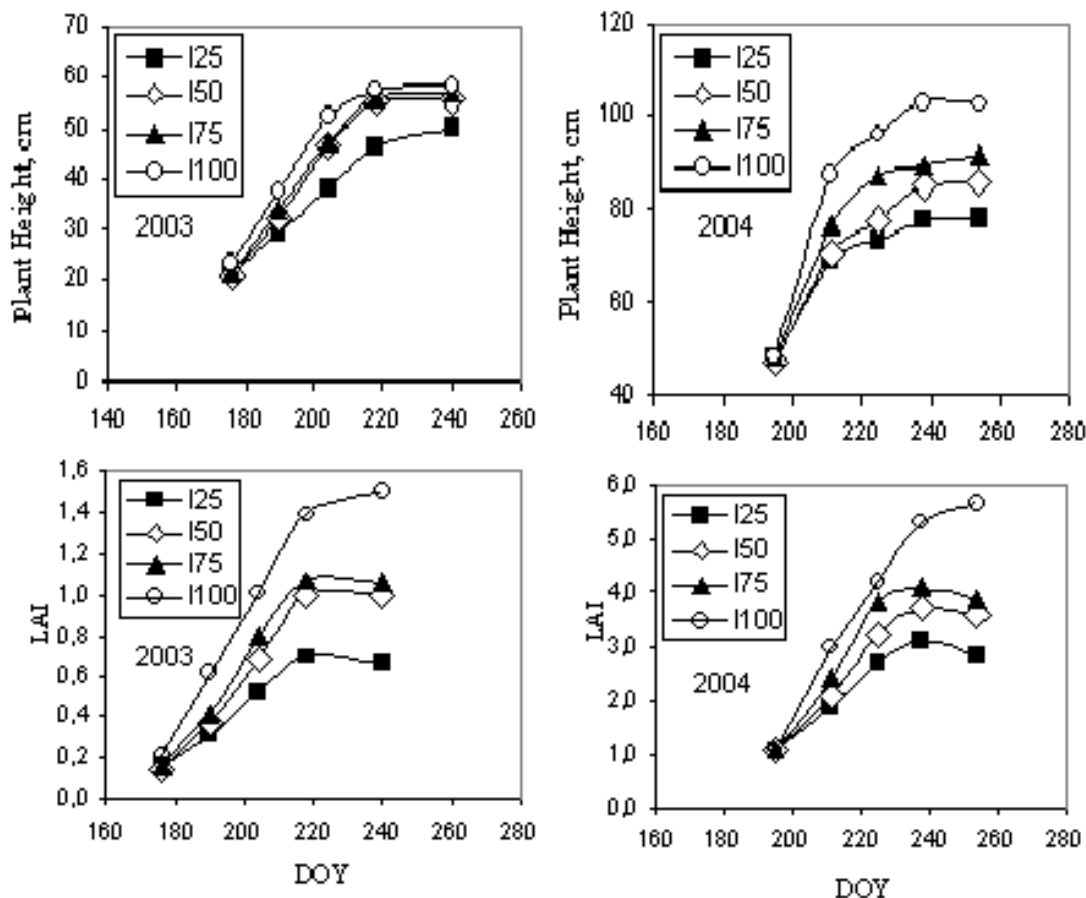 70
60
50
40
30
20
10
0
Plant Height, cm
I25
I50
I75
I100
2003
140 160 180 200 220 240 260
120
100
80
60
40
Plant Height, cm
I25
I50
I75
I100
2004
160 180 200 220 240 260 280
1,6
1,4
1,2
1,0
0,8
0,6
0,4
0,2
0,0
LAI
I25
I50
I75
I100
2003
160 180 200 220 240 260 280
DOY
6,0
5,0
4,0
3,0
2,0
1,0
0,0
LAI
I25
I50
I75
I100
2004
160 180 200 220 240 260 280
DOY